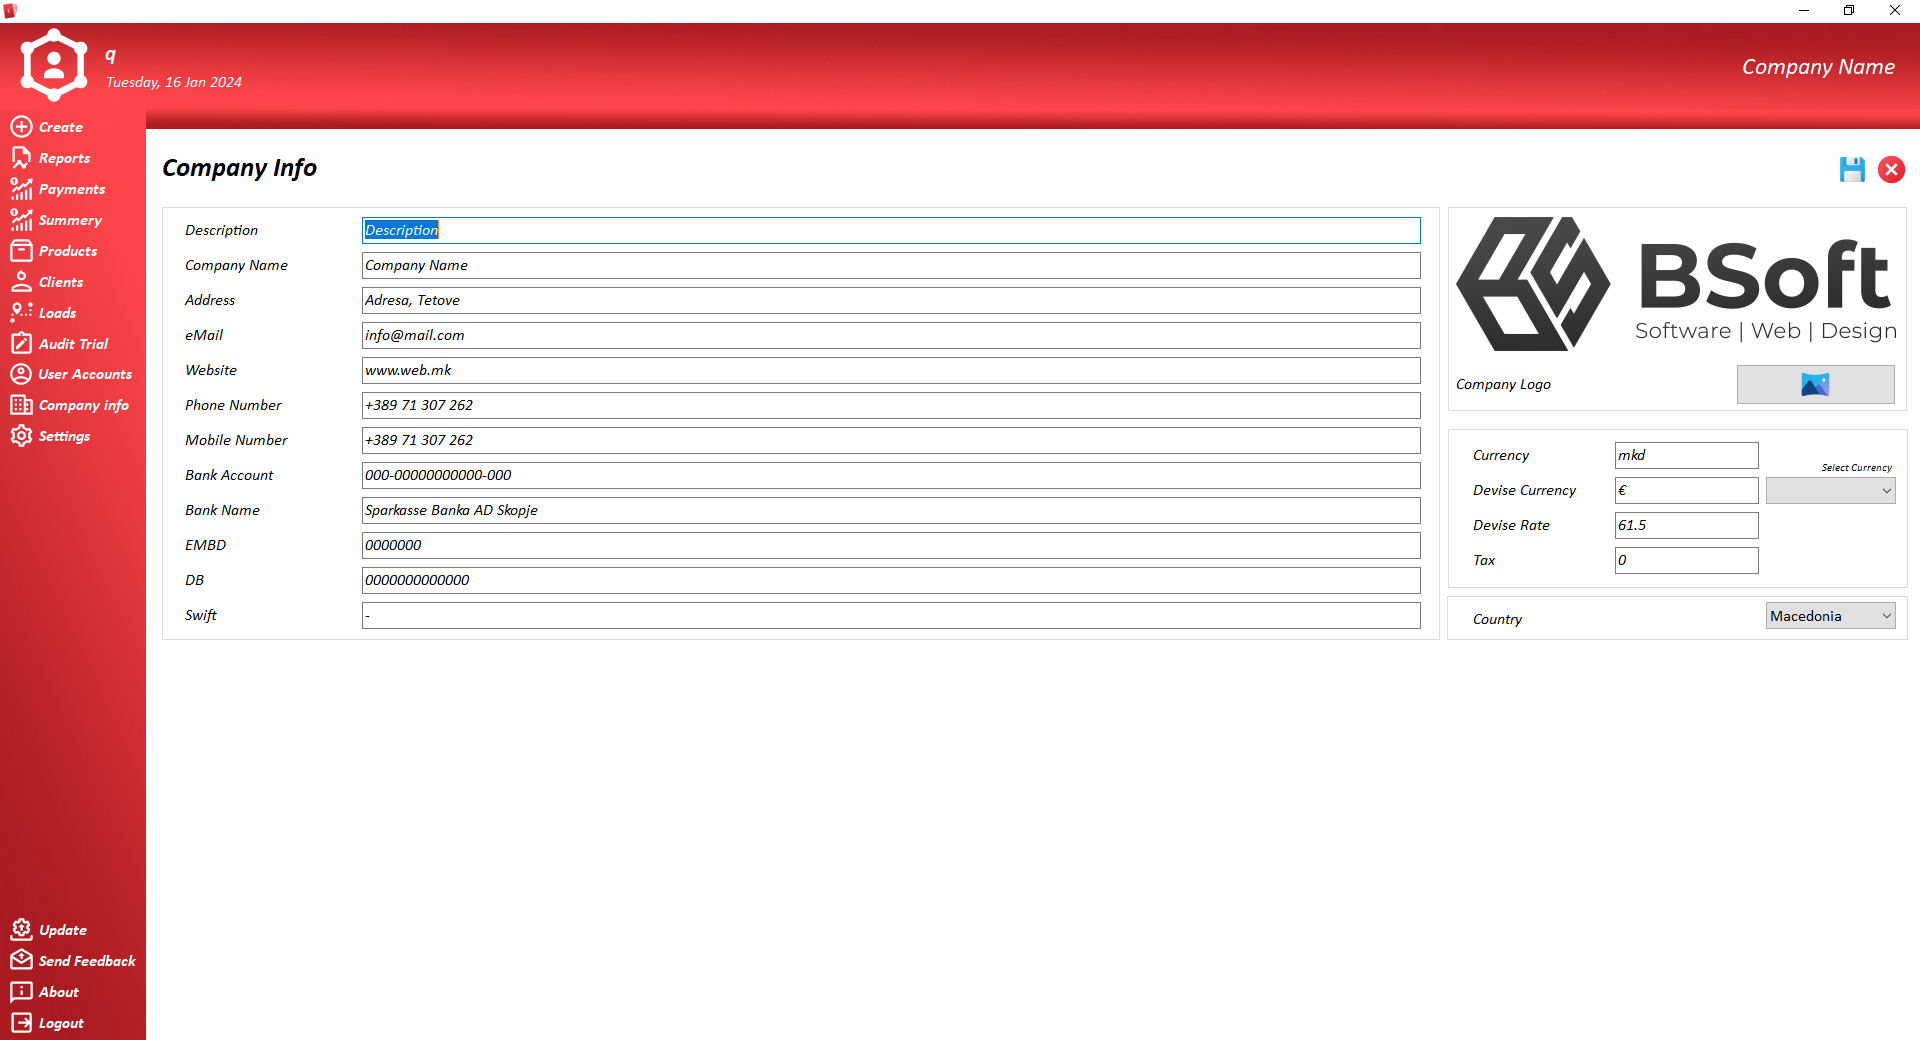 q
Tuesday, 16 Jan 2024
Company Name
Create
Reports
Payments
Summery
Products
Clients
Loads
Audit Trial
User Accounts
Company info
Settings
Update
Send Feedback
About
Logout
Company Info
Description Description
Company Name Company Name
Address Adresa, Tetove
eMail info@mail.com
Website www.web.mk
Phone Number +389 71 307 262
Mobile Number +389 71 307 262
Bank Account 000-00000000000-000
Bank Name Sparkasse Banka AD Skopje
EMBD 0000000
DB 0000000000000
Swift -
BSoft
Software | Web | Design
Company Logo
Currency mkd
Select Currency
Devise Currency €
Devise Rate 61.5
Tax 0
Country Macedonia